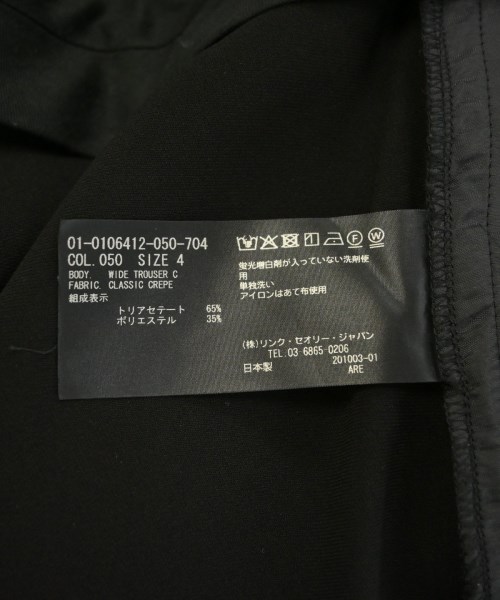 01-0106412-050-704
COL.050 SIZE 4
BODY. WIDE TROUSER C
FABRIC. CLASSIC CREPE
組成表示
トリアセテート 65%
ポリエステル 35%
蛍光増白剤が入っていない洗剤使
用
単独洗い
アイロンはあて布使用
(株)リンク・セオリー・ジャパン
TEL.03-6865-0206
日本製 201003-01
ARE